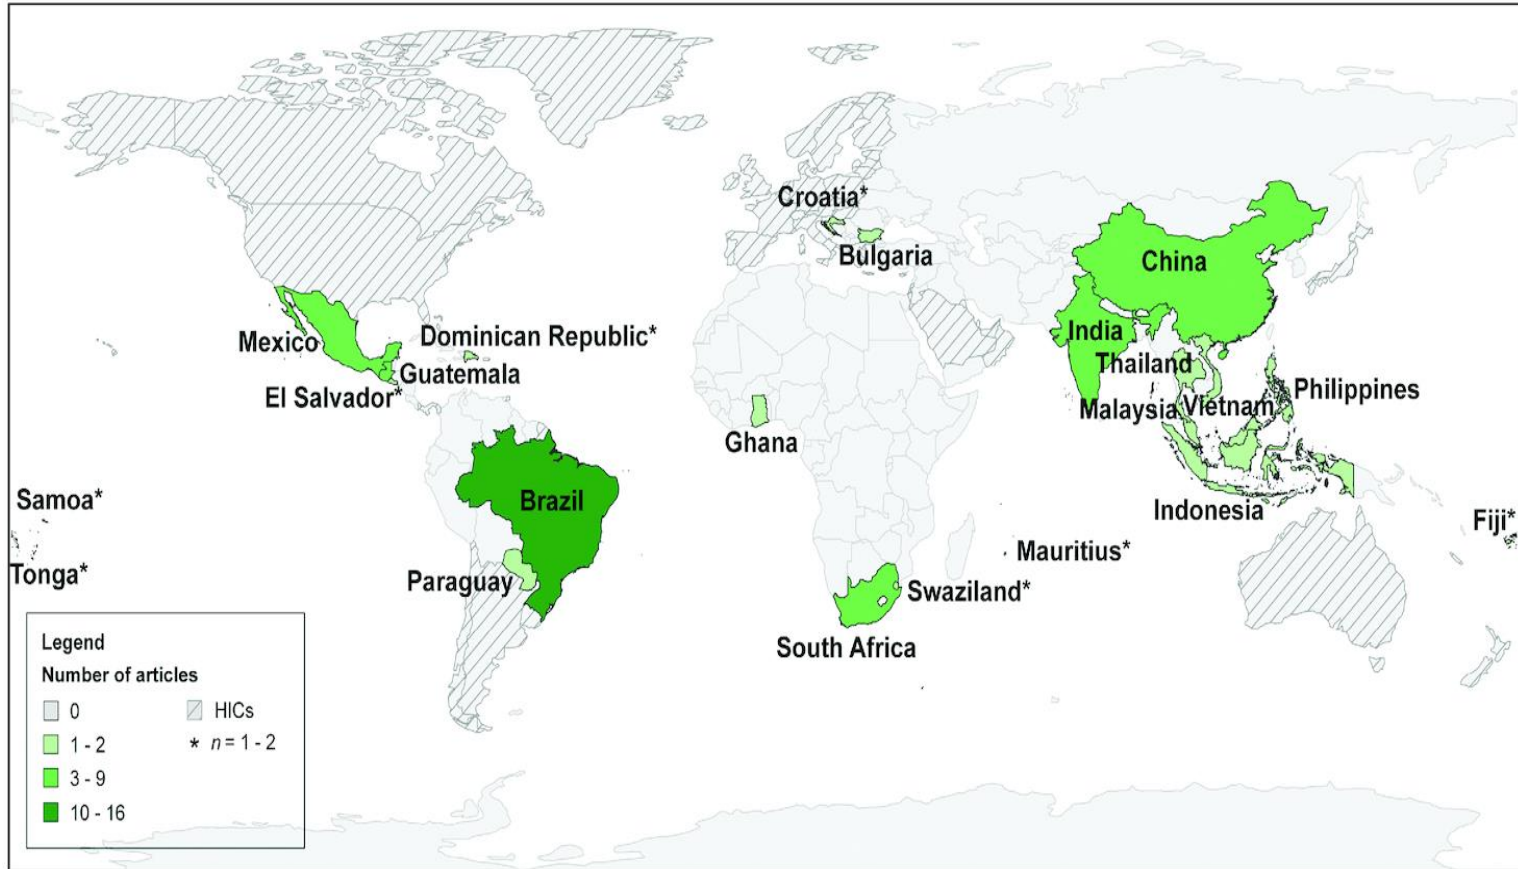 Croatia*
Bulgaria
China
Mexico
Dominican Republic*
India
Thailand
Guatemala
El Salvador*
Philippines
Malaysia
Vietnam
Ghana
Samoa*
Brazil
Indonesia
Fiji*
Mauritius*
Tonga*
Paraguay
Swaziland*
South Africa
Legend
Number of articles
0
HICs
1 - 2
* n = 1 - 2
3 - 9
10 - 16